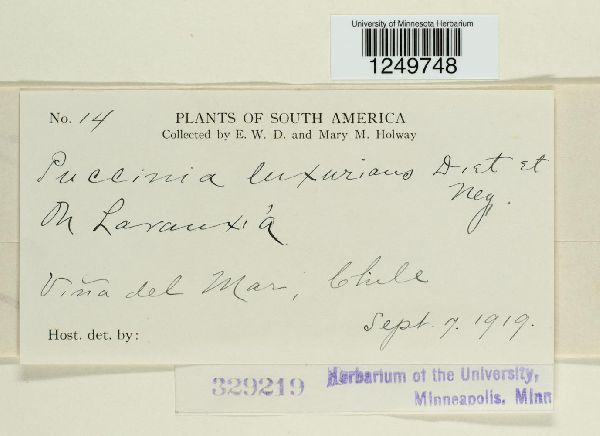 University of Minnesota Herbarium
1249748
No. 14
PLANTS OF SOUTH AMERICA
Collected by E. W. D. and Mary M. Holway
Puccinia luxurians Diet et
Neg.
On Lavauxia
Viña del Mar, Chile
Sept. 7. 1919.
Host. det. by:
329219
Herbarium of the University,
Minneapolis, Minn